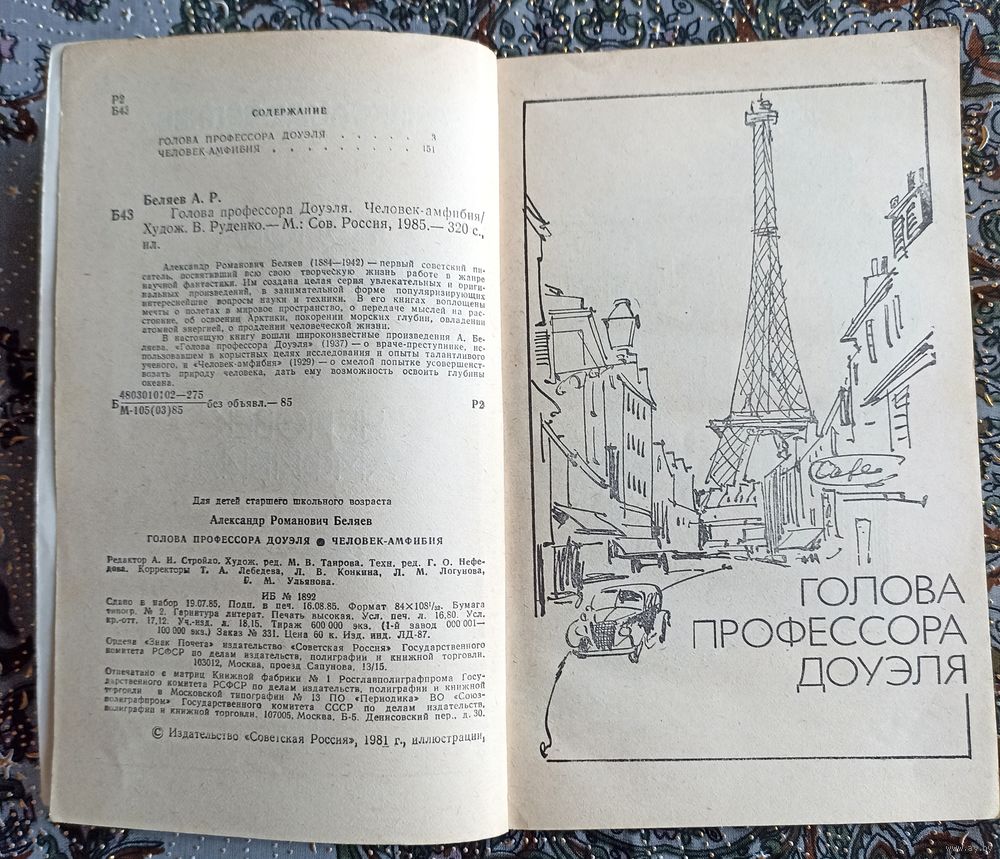 Р2
Б43
СОДЕРЖАНИЕ
ГОЛОВА ПРОФЕССОРА ДОУЭЛЯ . . . . . 3
ЧЕЛОВЕК-АМФИБИЯ . . . . . . . . . 151
Беляев А. Р.
Б43 Голова профессора Доуэля. Человек-амфибия/
Худож. В. Руденко.— М.: Сов. Россия, 1985.— 320 с.,
ил.
Александр Романович Беляев (1884—1942) — первый советский пи-
сатель, посвятивший всю свою творческую жизнь работе в жанре
научной фантастики. Им создана целая серия увлекательных и ориги-
нальных произведений, в занимательной форме популяризирующих
интереснейшие вопросы науки и техники. В его книгах воплощены
мечты о полетах в мировое пространство, о передаче мыслей на рас-
стояние, об освоении Арктики, покорении морских глубин, овладении
атомной энергией, о продлении человеческой жизни.
В настоящую книгу вошли широкоизвестные произведения А. Бе-
ляева. «Голова профессора Доуэля» (1937) — о враче-преступнике, ис-
пользовавшем в корыстных целях исследования и опыты талантливого
ученого, и «Человек-амфибия» (1929) — о смелой попытке усовершенст-
вовать природу человека, дать ему возможность освоить глубины
океана.
4803010102—275
Б ——— без объявл.— 85 Р2
М-105(03)85
Для детей старшего школьного возраста
Александр Романович Беляев
ГОЛОВА ПРОФЕССОРА ДОУЭЛЯ ● ЧЕЛОВЕК-АМФИБИЯ
Редактор А. И. Стройло. Худож. ред. М. В. Таирова. Техн. ред. Г. О. Нефе-
дова. Корректоры Т. А. Лебедева, Л. В. Конкина, Л. М. Логунова,
Б. М. Ульянова.
ИБ № 1892
Сдано в набор 19.07.85. Подп. в печ. 16.08.85. Формат 84×108¹/₃₂. Бумага
типогр. № 2. Гарнитура литерат. Печать высокая. Усл. печ. л. 16,80. Усл.
кр.-отт. 17,12. Уч.-изд. л. 18,15. Тираж 600 000 экз. (1-й завод 000 001—
100 000 экз.) Заказ № 331. Цена 60 к. Изд. инд. ЛД-87.
Ордена «Знак Почета» издательство «Советская Россия» Государственного
комитета РСФСР по делам издательств, полиграфии и книжной торговли.
103012, Москва, проезд Сапунова, 13/15.
Отпечатано с матриц Книжной фабрики № 1 Росглавполиграфпрома Госу-
дарственного комитета РСФСР по делам издательств, полиграфии и книжной
торговли в Московской типографии № 13 ПО «Периодика» ВО «Союз-
полиграфпром» Государственного комитета СССР по делам издательств,
полиграфии и книжной торговли. 107005, Москва, Б-5. Денисовский пер., д. 30.
© Издательство «Советская Россия», 1981 г., иллюстрации,
Cafe
ГОЛОВА
ПРОФЕССОРА
ДОУЭЛЯ